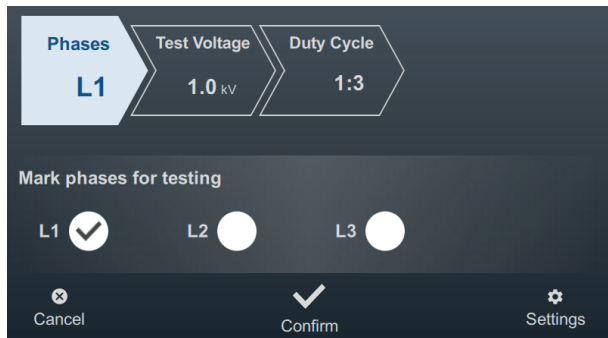 Phases Test Voltage Duty Cycle
L1 1.0 kV 1:3
Mark phases for testing
L1 L2 L3
Cancel Confirm Settings